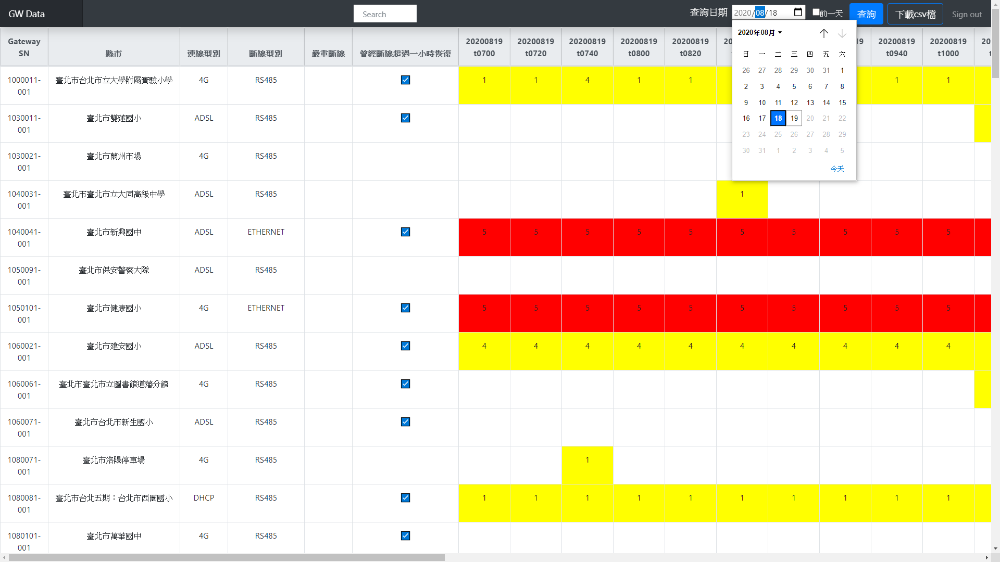 GW Data
Search
查詢日期 2020/08/18 前一天 查詢 下載csv檔 Sign out
2020年08月
日 一 二 三 四 五 六
26 27 28 29 30 31 1
2 3 4 5 6 7 8
9 10 11 12 13 14 15
16 17 18 19 20 21 22
23 24 25 26 27 28 29
30 31 1 2 3 4 5
今天
Gateway SN 縣市 連線型別 斷線型別 嚴重斷線 曾經斷線超過一小時恢復 20200819 t0700 20200819 t0720 20200819 t0740 20200819 t0800 20200819 t0820 20200819 t0940 20200819 t1000
1000011-001 臺北市台北市立大學附屬實驗小學 4G RS485 1 1 4 1 1 1 1
1030011-001 臺北市雙蓮國小 ADSL RS485
1030021-001 臺北市蘭州市場 4G RS485
1040031-001 臺北市臺北市立大同高級中學 ADSL RS485 1
1040041-001 臺北市新興國中 ADSL ETHERNET 5 5 5 5 5 5 5 5 5 5
1050091-001 臺北市保安警察大隊 ADSL RS485
1050101-001 臺北市健康國小 4G ETHERNET 5 5 5 5 5 5 5 5 5 5
1060021-001 臺北市建安國小 ADSL RS485 4 4 4 4 4 4 4 4 4 4
1060061-001 臺北市臺北市立圖書館道藩分館 4G RS485
1060071-001 臺北市台北市新生國小 ADSL RS485
1080071-001 臺北市洛陽停車場 4G RS485 1
1080081-001 臺北市台北五期：台北市西園國小 DHCP RS485 1 1 1 1 1 1 1 1 1 1
1080101-001 臺北市萬華國中 4G RS485